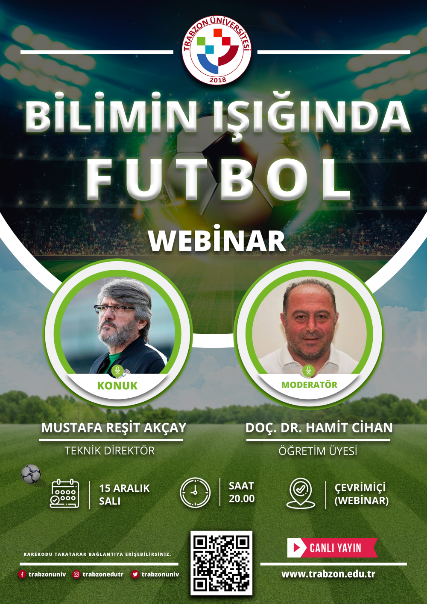 TRABZON ÜNİVERSİTESİ
2018
BİLİMİN IŞIĞINDA
FUTBOL
WEBİNAR
KONUK
MODERATÖR
MUSTAFA REŞİT AKÇAY
DOÇ. DR. HAMİT CİHAN
TEKNİK DİREKTÖR
ÖĞRETİM ÜYESİ
15 ARALIK
SALI
SAAT
20.00
ÇEVRİMİÇİ
(WEBİNAR)
KAREKODU TARATARAK BAĞLANTIYA ERİŞEBİLİRSİNİZ.
CANLI YAYIN
trabzonuniv trabzonedutr trabzonuniv
www.trabzon.edu.tr